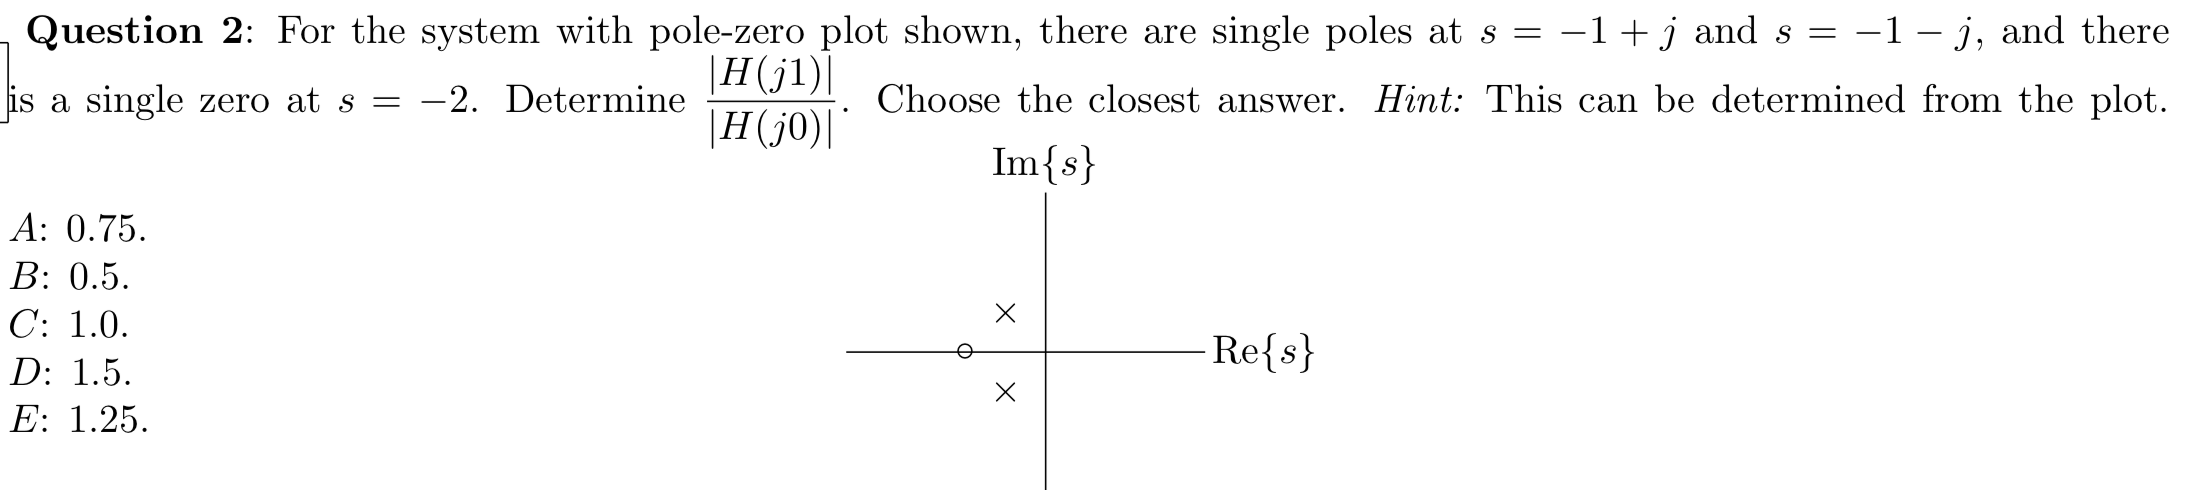 Question 2: For the system with pole-zero plot shown, there are single poles at s = −1 + j and s = −1 − j, and there
is a single zero at s = −2. Determine |H(j1)| / |H(j0)|. Choose the closest answer. Hint: This can be determined from the plot.
Im{s}
A: 0.75.
B: 0.5.
C: 1.0.
Re{s}
D: 1.5.
E: 1.25.